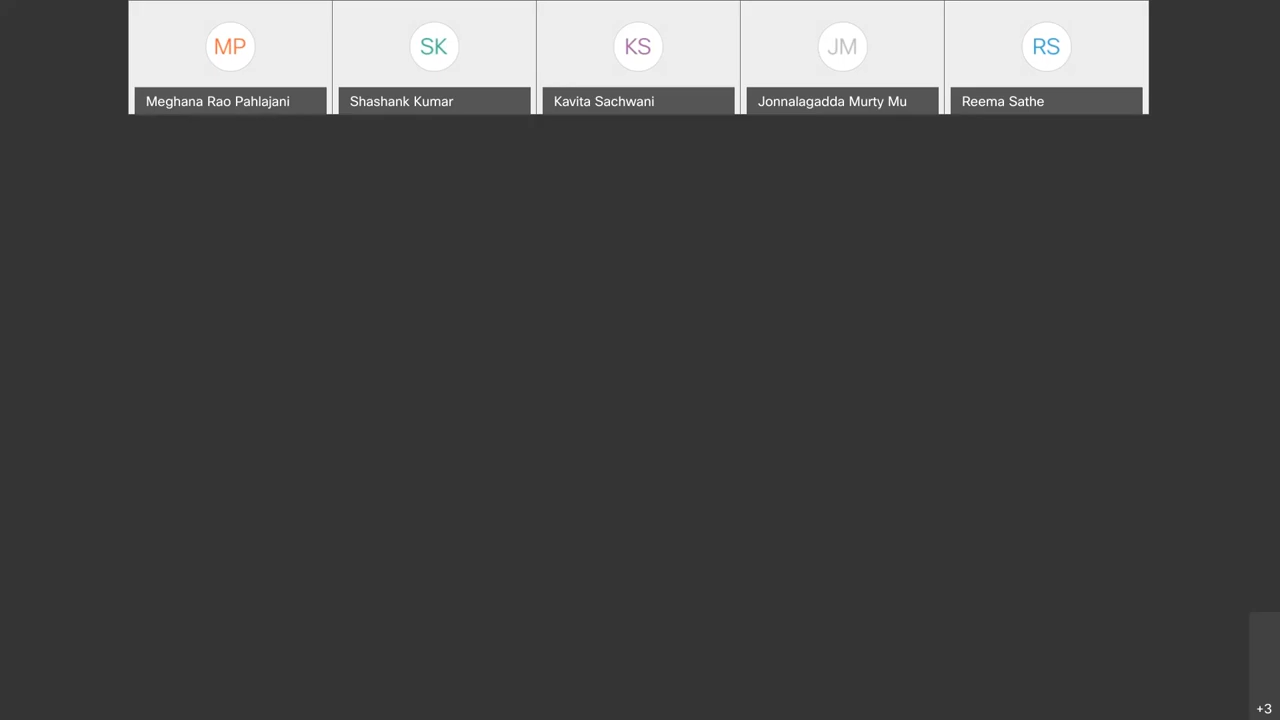 MP
SK
KS
JM
RS
Meghana Rao Pahlajani
Shashank Kumar
Kavita Sachwani
Jonnalagadda Murty Mu
Reema Sathe
+3